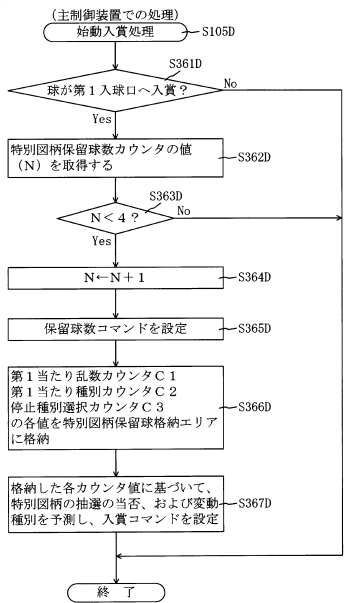 (主制御装置での処理)
始動入賞処理
S105D
S361D
球が第１入球口へ入賞？
No
Yes
特別図柄保留球数カウンタの値
(N)を取得する
S362D
S363D
N＜４？
No
Yes
N←N＋１
S364D
保留球数コマンドを設定
S365D
第１当たり乱数カウンタＣ１
第１当たり種別カウンタＣ２
停止種別選択カウンタＣ３
の各値を特別図柄保留球格納エリア
に格納
S366D
格納した各カウンタ値に基づいて、
特別図柄の抽選の当否、および変動
種別を予測し、入賞コマンドを設定
S367D
終 了